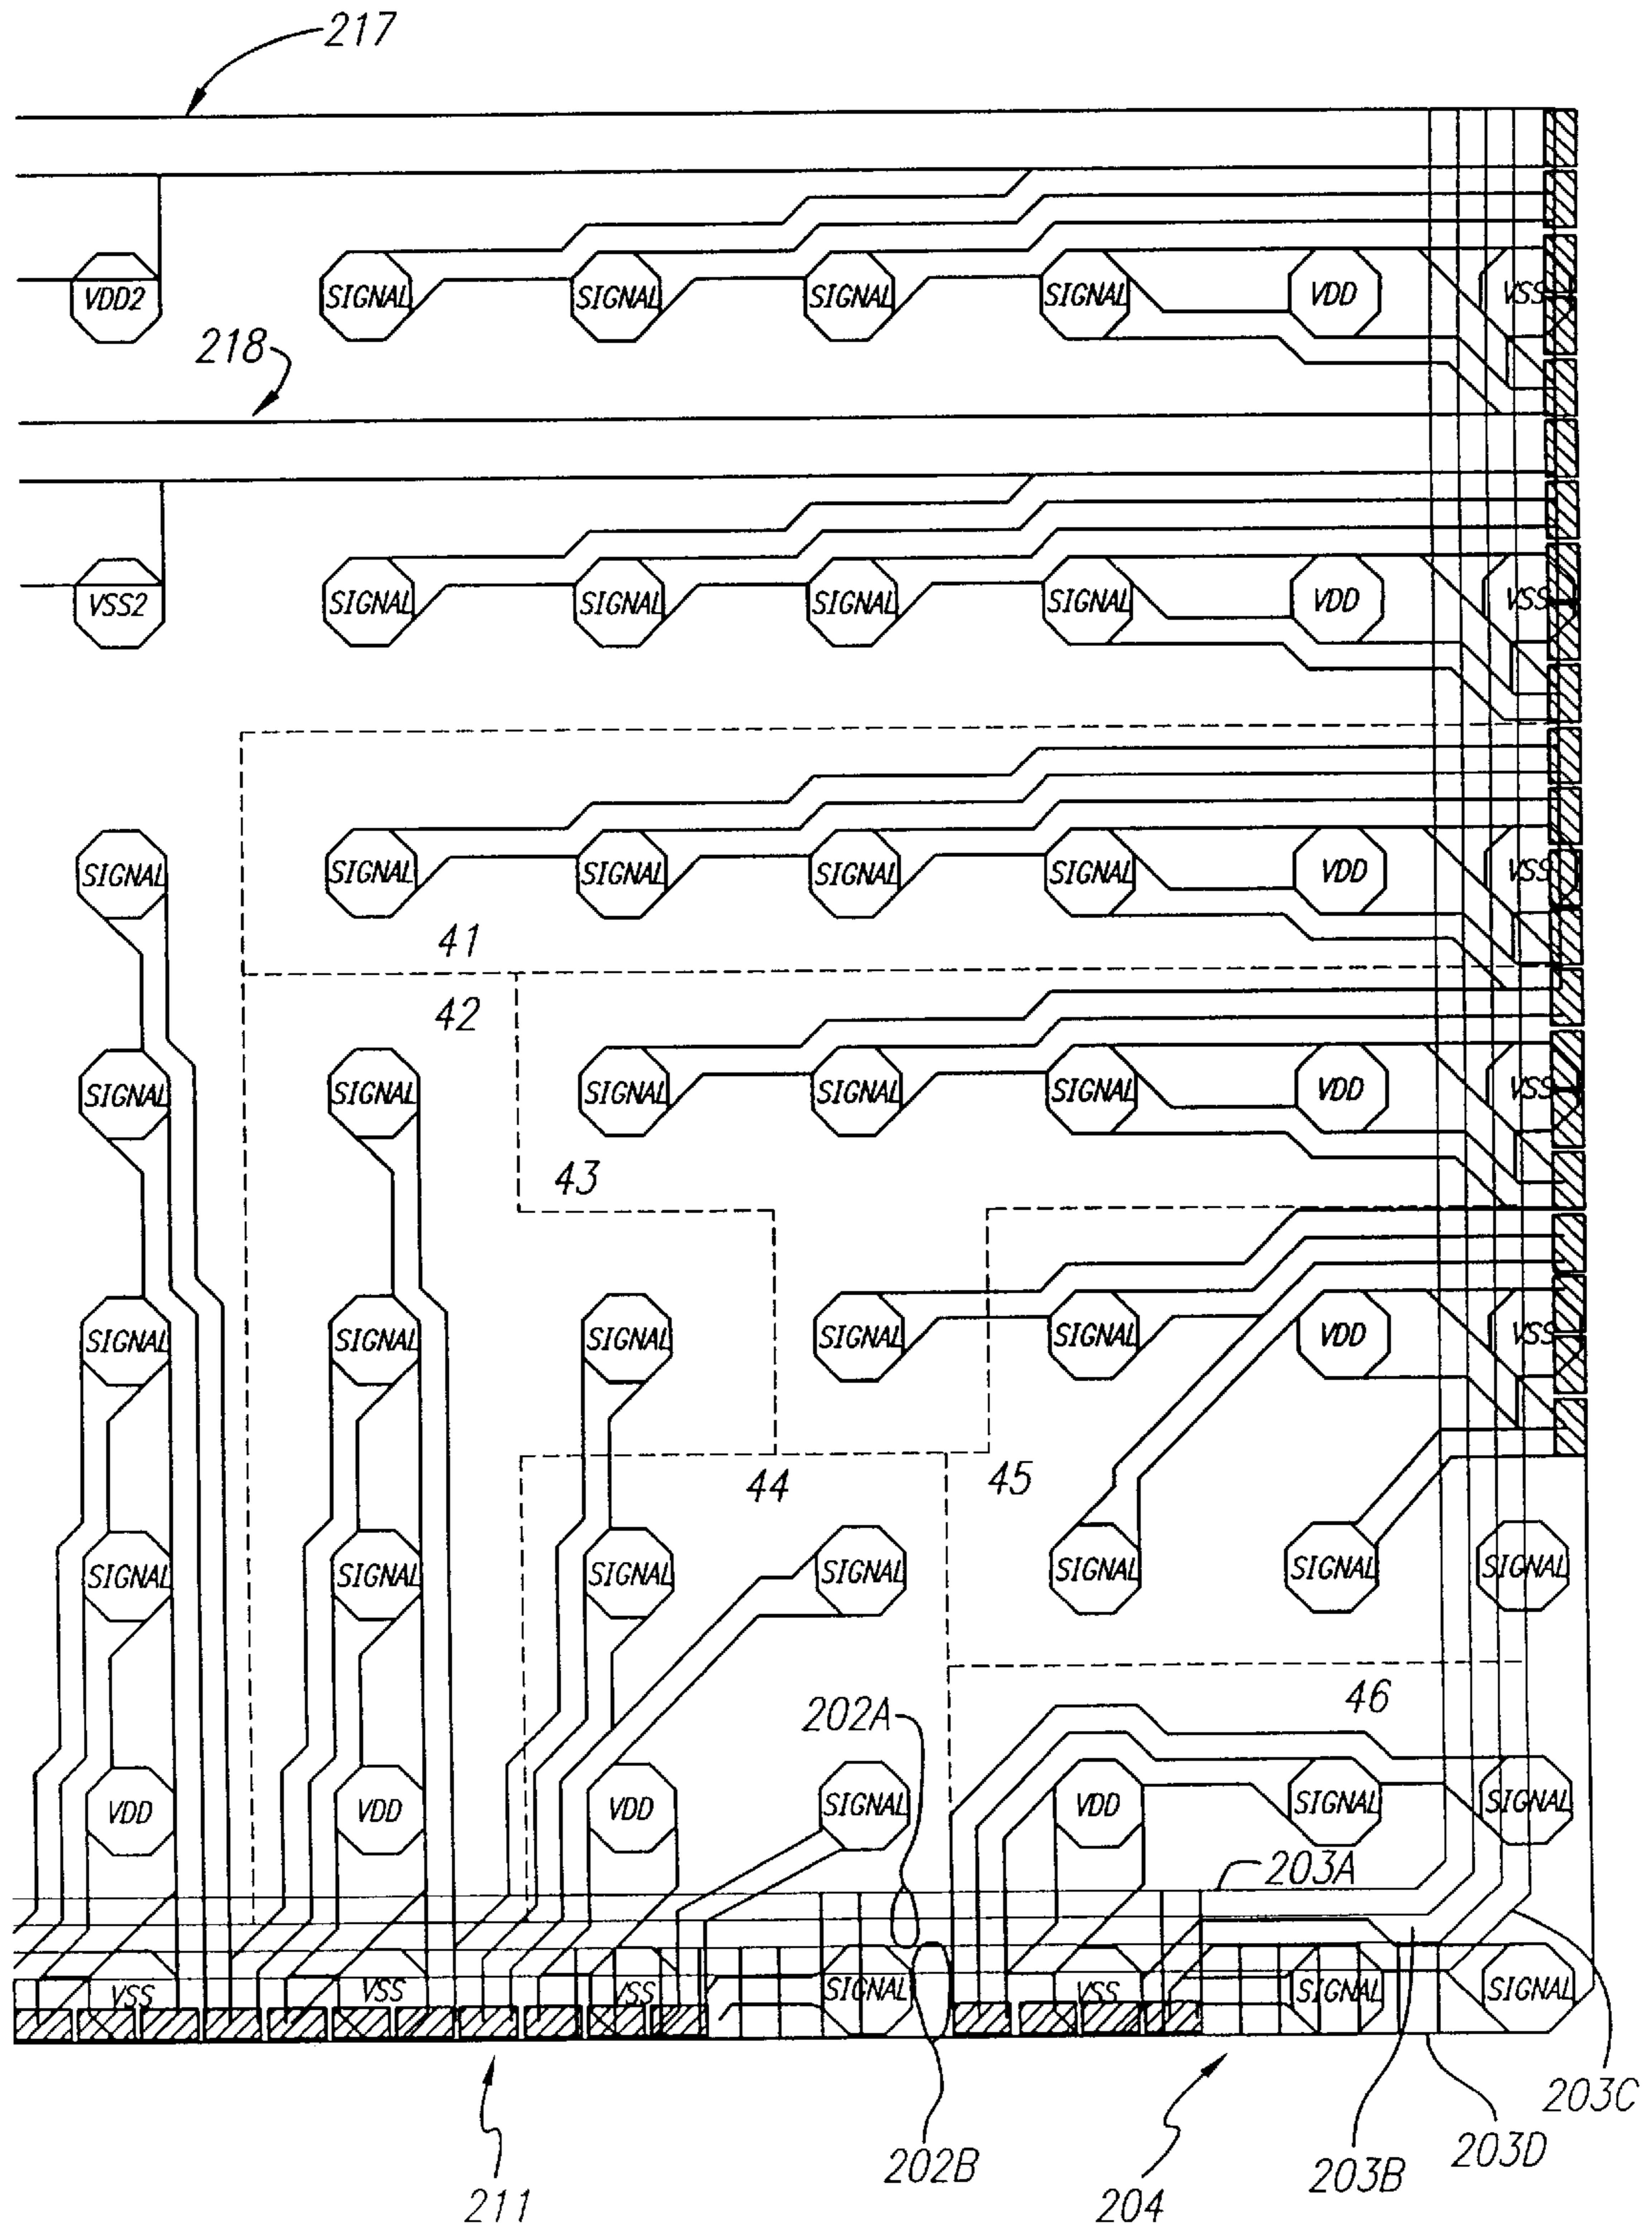 217
VDD2 SIGNAL SIGNAL SIGNAL SIGNAL VDD VSS
218
VSS2 SIGNAL SIGNAL SIGNAL SIGNAL VDD VSS
SIGNAL SIGNAL SIGNAL SIGNAL SIGNAL VDD VSS
41
42
SIGNAL SIGNAL SIGNAL SIGNAL SIGNAL VDD VSS
43
SIGNAL SIGNAL SIGNAL SIGNAL SIGNAL VDD VSS
44 45
SIGNAL SIGNAL SIGNAL SIGNAL SIGNAL SIGNAL SIGNAL
46
202A
VDD VDD VDD SIGNAL VDD SIGNAL SIGNAL
203A
VSS VSS VSS SIGNAL VSS SIGNAL SIGNAL
203C
203D
202B 203B
211 204